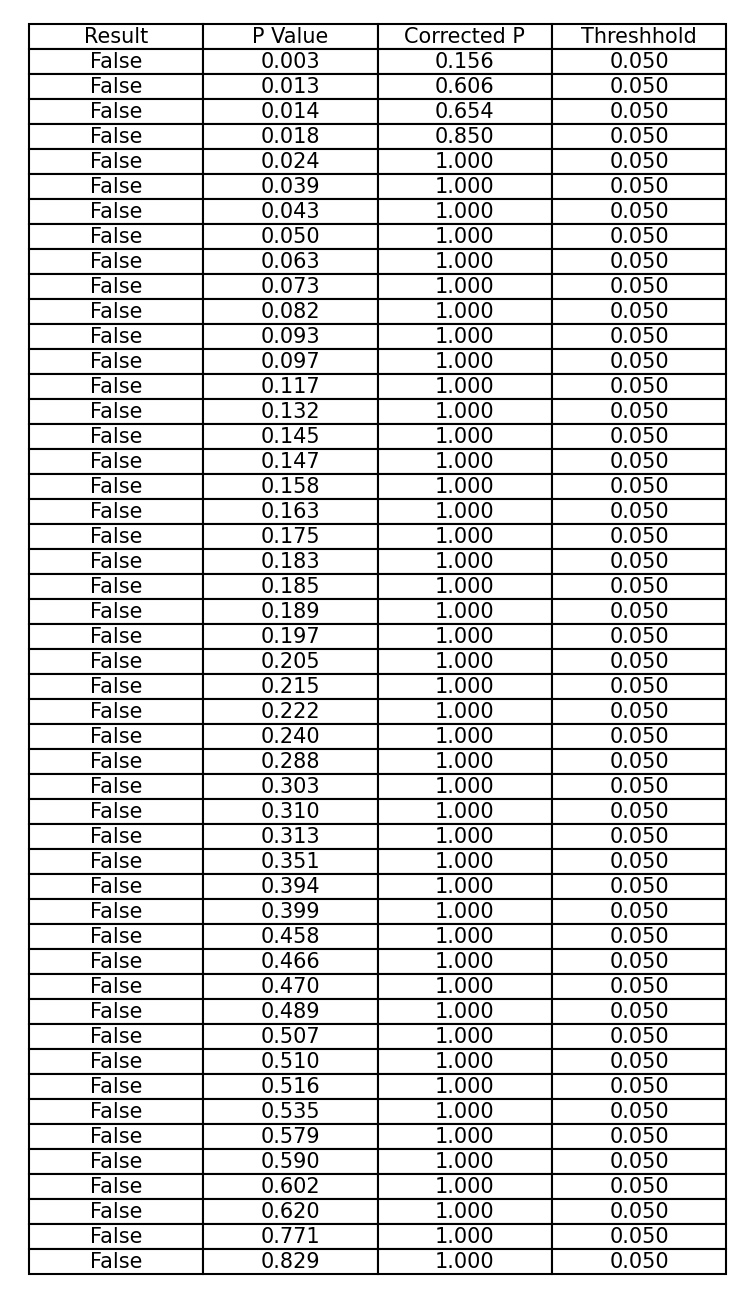 Result P Value Corrected P Threshhold
False 0.003 0.156 0.050
False 0.013 0.606 0.050
False 0.014 0.654 0.050
False 0.018 0.850 0.050
False 0.024 1.000 0.050
False 0.039 1.000 0.050
False 0.043 1.000 0.050
False 0.050 1.000 0.050
False 0.063 1.000 0.050
False 0.073 1.000 0.050
False 0.082 1.000 0.050
False 0.093 1.000 0.050
False 0.097 1.000 0.050
False 0.117 1.000 0.050
False 0.132 1.000 0.050
False 0.145 1.000 0.050
False 0.147 1.000 0.050
False 0.158 1.000 0.050
False 0.163 1.000 0.050
False 0.175 1.000 0.050
False 0.183 1.000 0.050
False 0.185 1.000 0.050
False 0.189 1.000 0.050
False 0.197 1.000 0.050
False 0.205 1.000 0.050
False 0.215 1.000 0.050
False 0.222 1.000 0.050
False 0.240 1.000 0.050
False 0.288 1.000 0.050
False 0.303 1.000 0.050
False 0.310 1.000 0.050
False 0.313 1.000 0.050
False 0.351 1.000 0.050
False 0.394 1.000 0.050
False 0.399 1.000 0.050
False 0.458 1.000 0.050
False 0.466 1.000 0.050
False 0.470 1.000 0.050
False 0.489 1.000 0.050
False 0.507 1.000 0.050
False 0.510 1.000 0.050
False 0.516 1.000 0.050
False 0.535 1.000 0.050
False 0.579 1.000 0.050
False 0.590 1.000 0.050
False 0.602 1.000 0.050
False 0.620 1.000 0.050
False 0.771 1.000 0.050
False 0.829 1.000 0.050